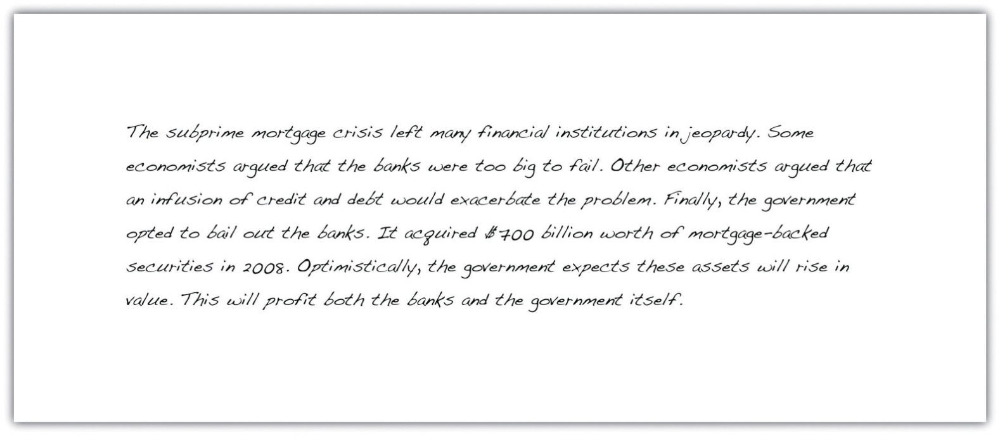 The subprime mortgage crisis left many financial institutions in jeopardy. Some
economists argued that the banks were too big to fail. Other economists argued that
an infusion of credit and debt would exacerbate the problem. Finally, the government
opted to bail out the banks. It acquired $700 billion worth of mortgage-backed
securities in 2008. Optimistically, the government expects these assets will rise in
value. This will profit both the banks and the government itself.